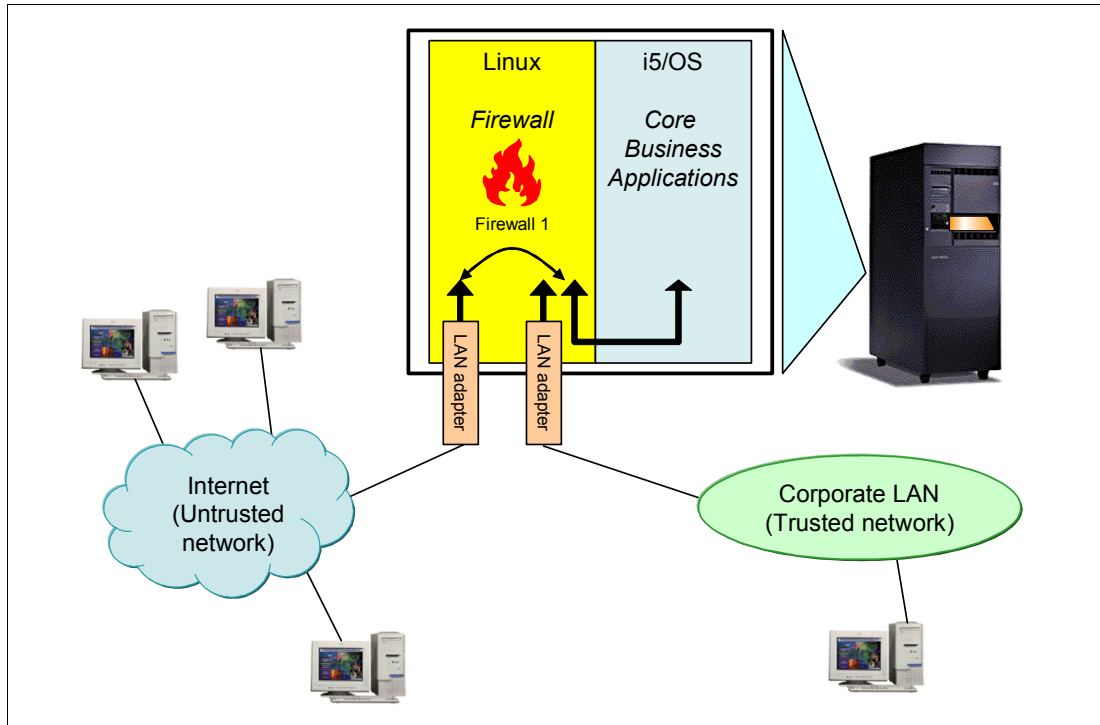 Linux
i5/OS
Firewall
Core
Business
Applications
Firewall 1
LAN adapter
LAN adapter
Internet
(Untrusted
network)
Corporate LAN
(Trusted network)